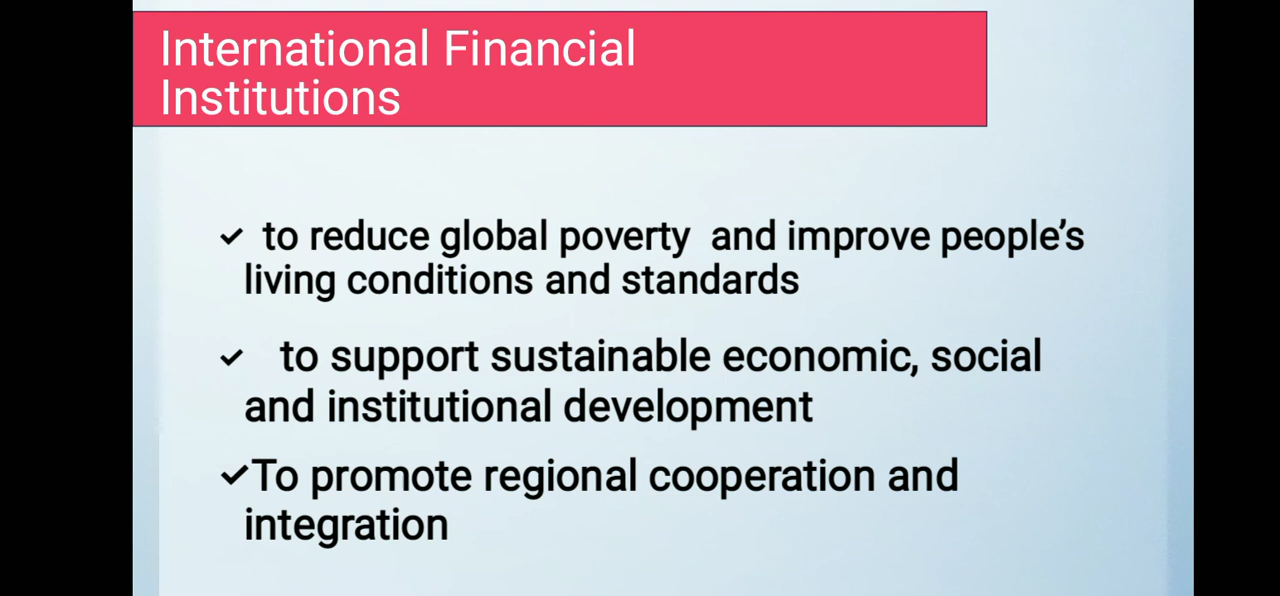 International Financial
Institutions
✓ to reduce global poverty and improve people’s
living conditions and standards
✓ to support sustainable economic, social
and institutional development
✓To promote regional cooperation and
integration